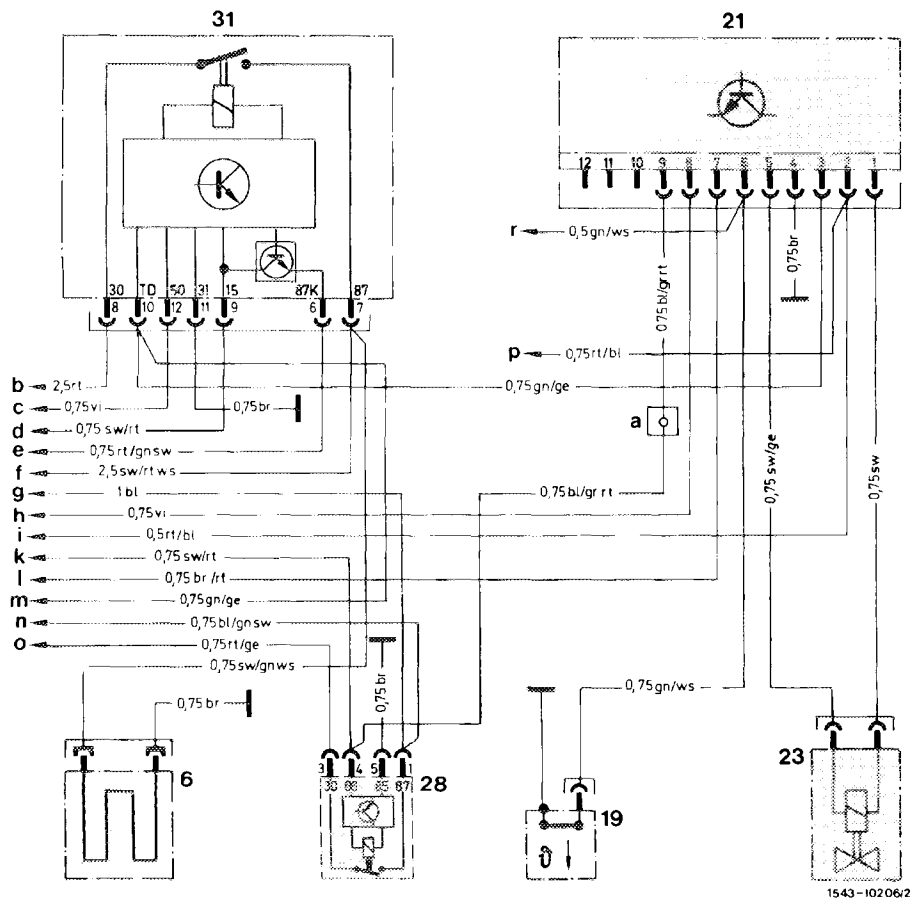 31
21
12 11 10 9 8 7 6 5 4 3 2 1
r 0,5 gn/ws
0,75 br
0,75 bl/gr rt
30 TD 50 31 15 87K 87
8 10 12 11 9 6 7
p 0,75 rt/bl
b 2,5 rt
0,75 gn/ge
c 0,75 vi
0,75 br
d 0,75 sw/rt
a
e 0,75 rt/gn sw
0,75 sw/ge
0,75 sw
f 2,5 sw/rt ws
g 1 bl
0,75 bl/gr rt
h 0,75 vi
i 0,5 rt/bl
k 0,75 sw/rt
l 0,75 br/rt
m 0,75 gn/ge
n 0,75 bl/gn sw
o 0,75 rt/ge
0,75 sw/gn ws
0,75 br
0,75 gn/ws
0,75 br
3 4 5
30 86 85 87
28
6
23
19
1543-10206/2